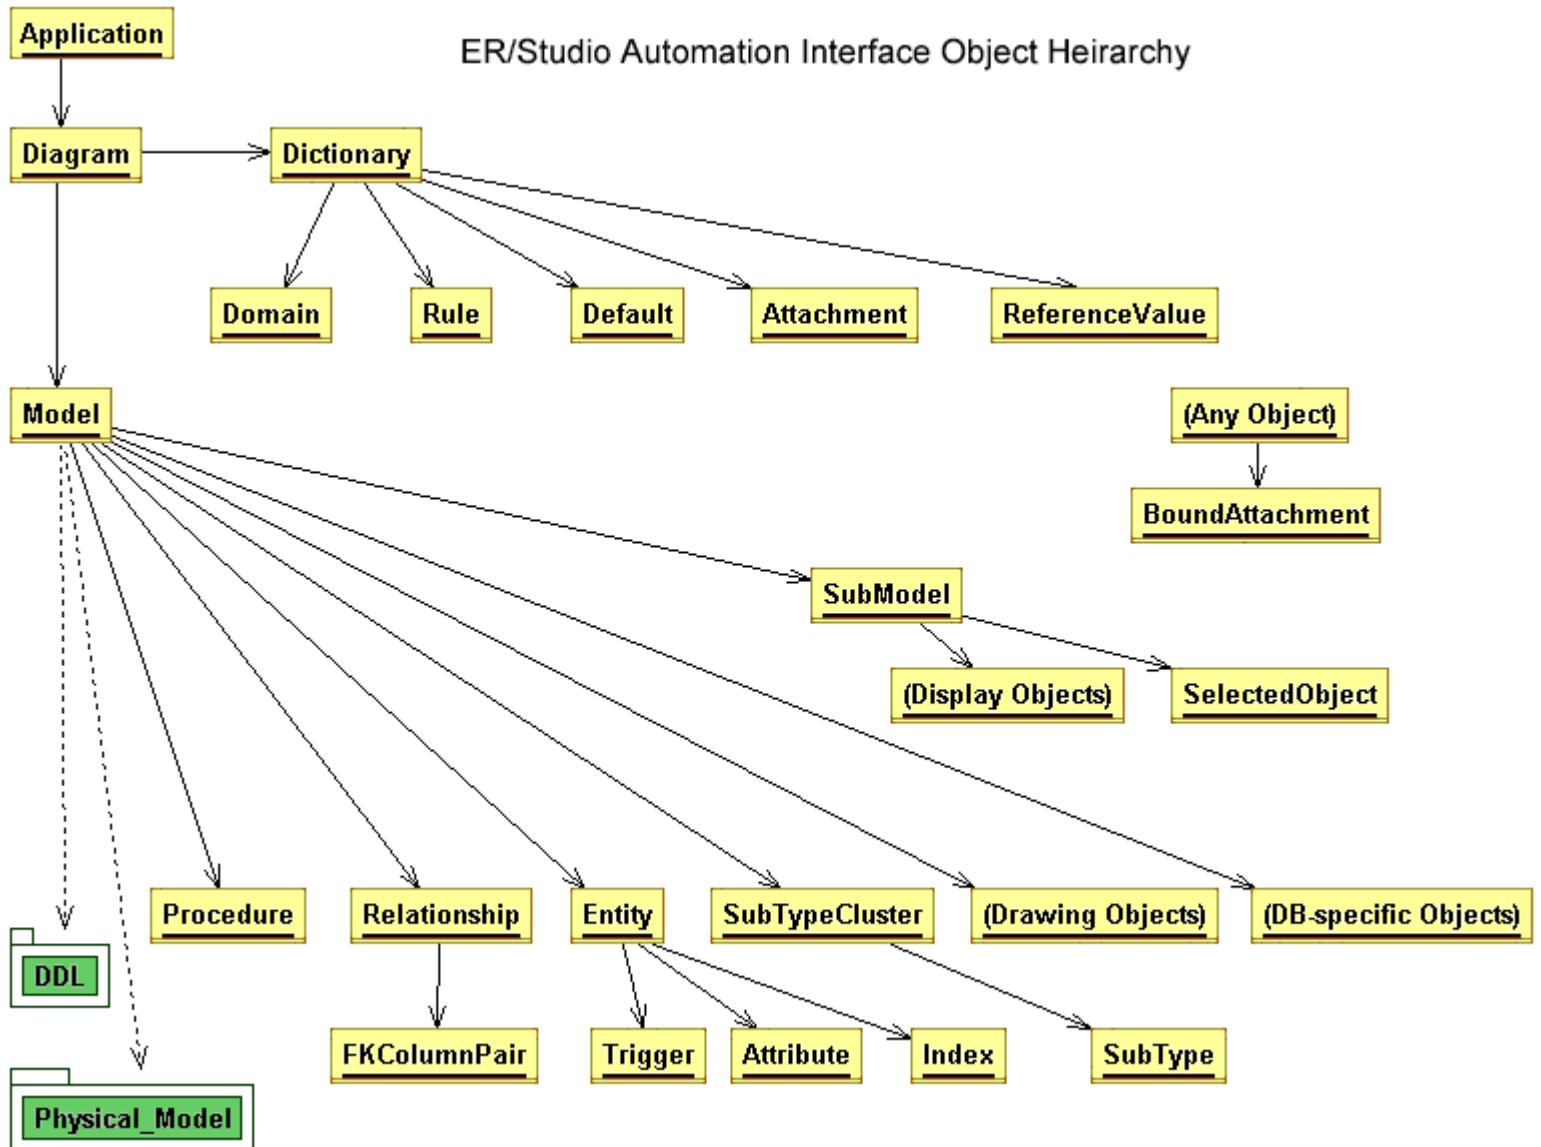 Application
ER/Studio Automation Interface Object Heirarchy
Diagram
Dictionary
Domain
Rule
Default
Attachment
ReferenceValue
Model
(Any Object)
BoundAttachment
SubModel
(Display Objects)
SelectedObject
Procedure
Relationship
Entity
SubTypeCluster
(Drawing Objects)
(DB-specific Objects)
DDL
FKColumnPair
Trigger
Attribute
Index
SubType
Physical_Model